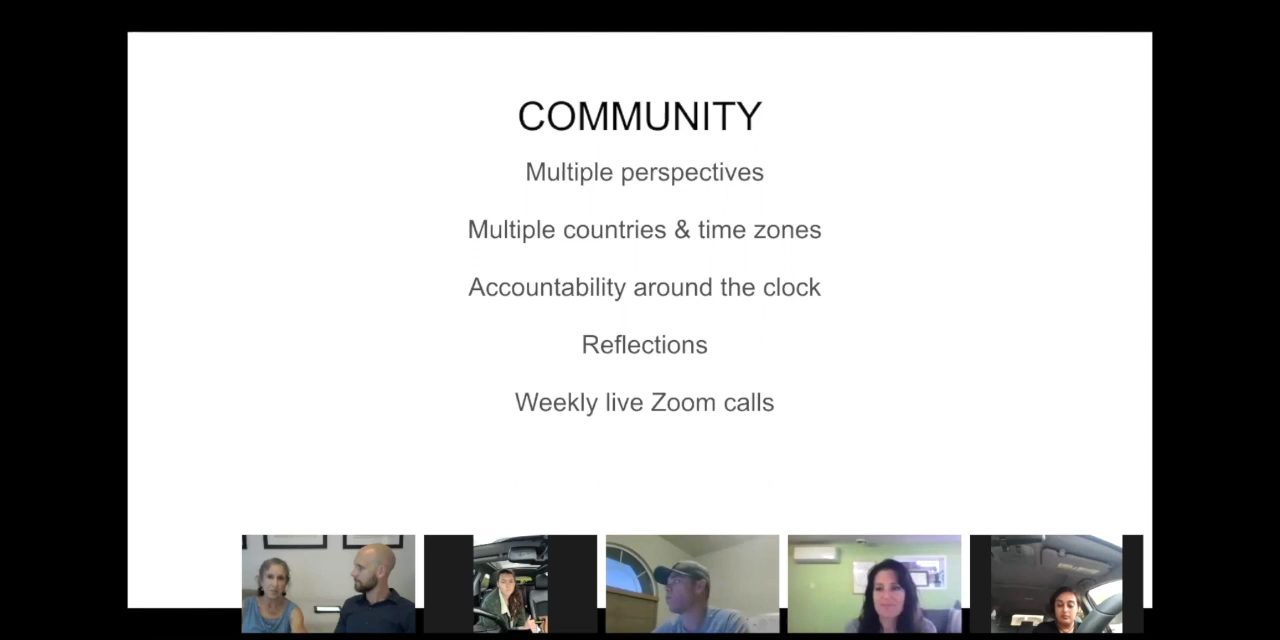 COMMUNITY
Multiple perspectives
Multiple countries & time zones
Accountability around the clock
Reflections
Weekly live Zoom calls